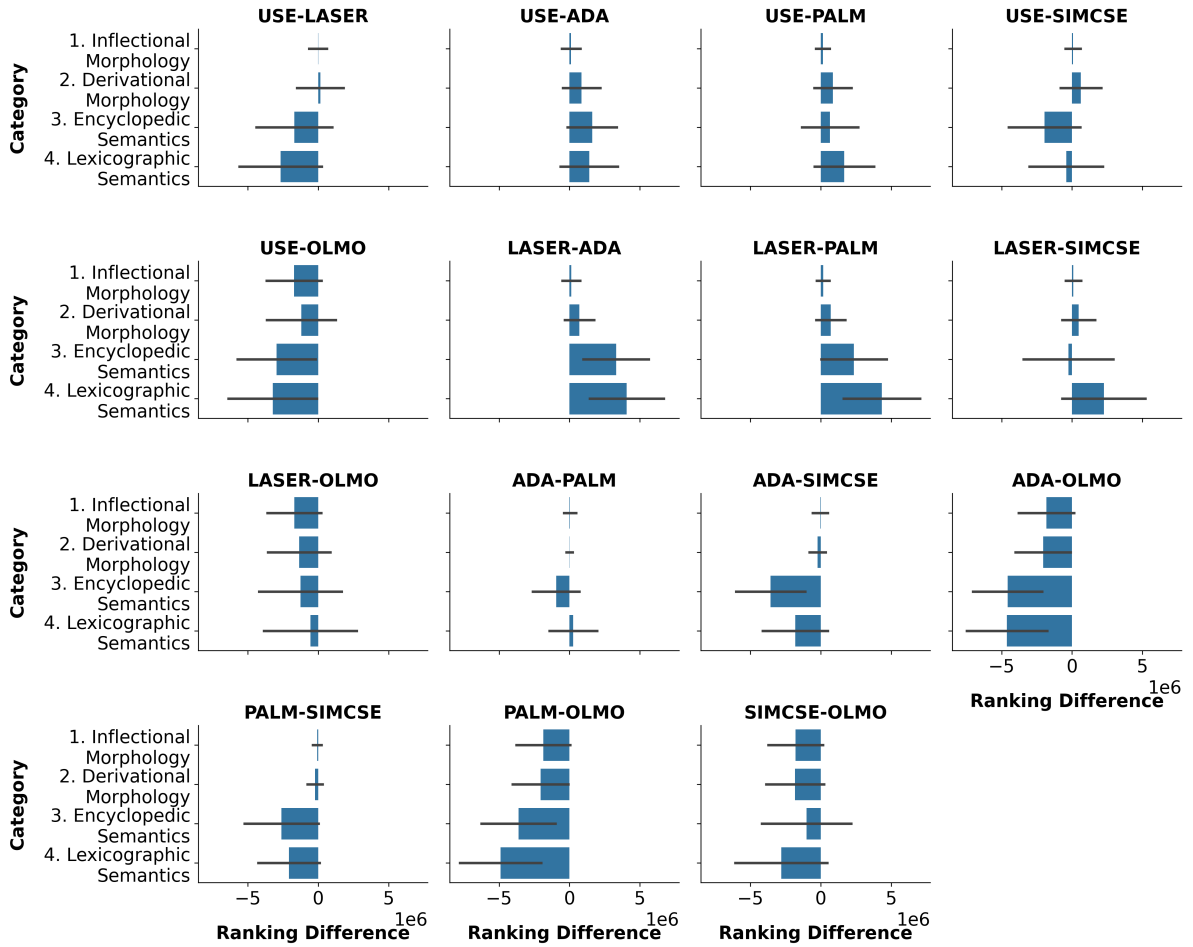 USE-LASER USE-ADA USE-PALM USE-SIMCSE
Category
1. Inflectional
Morphology
2. Derivational
Morphology
3. Encyclopedic
Semantics
4. Lexicographic
Semantics
USE-OLMO LASER-ADA LASER-PALM LASER-SIMCSE
Category
1. Inflectional
Morphology
2. Derivational
Morphology
3. Encyclopedic
Semantics
4. Lexicographic
Semantics
LASER-OLMO ADA-PALM ADA-SIMCSE ADA-OLMO
Category
1. Inflectional
Morphology
2. Derivational
Morphology
3. Encyclopedic
Semantics
4. Lexicographic
Semantics
−5 0 5
1e6
Ranking Difference
PALM-SIMCSE PALM-OLMO SIMCSE-OLMO
Category
1. Inflectional
Morphology
2. Derivational
Morphology
3. Encyclopedic
Semantics
4. Lexicographic
Semantics
−5 0 5 −5 0 5 −5 0 5
1e6 1e6 1e6
Ranking Difference Ranking Difference Ranking Difference